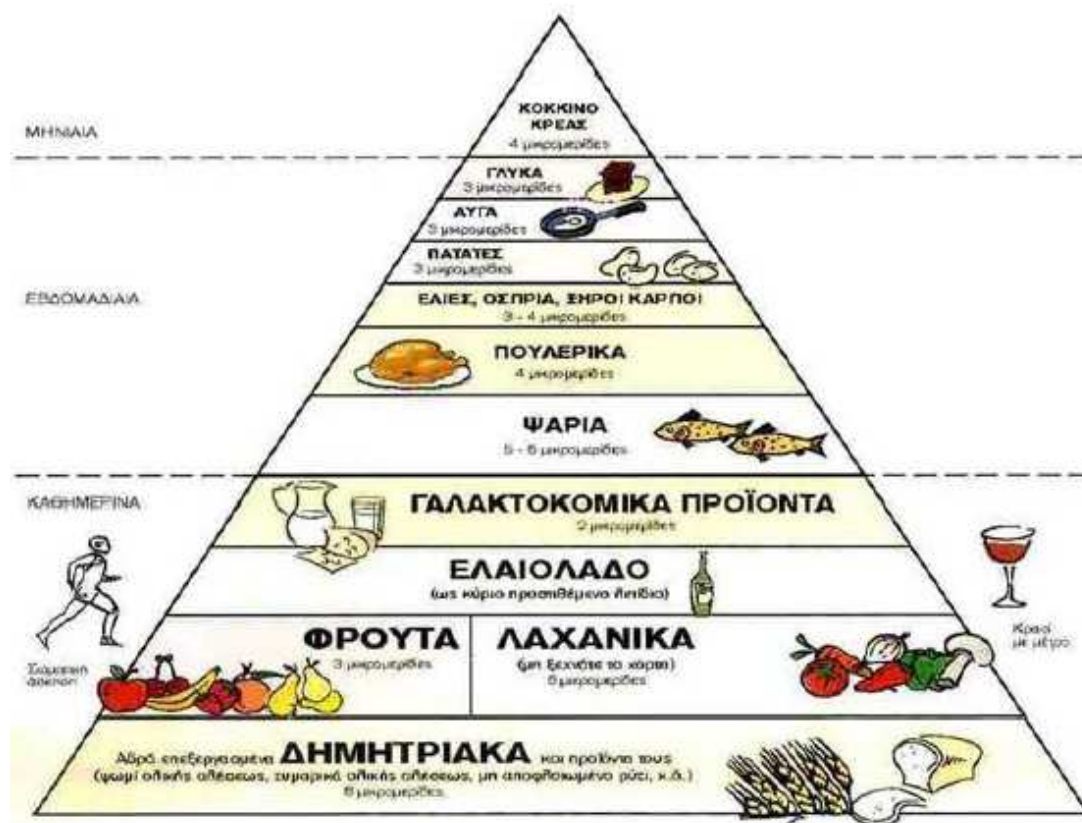 ΜΗΝΙΑΙΑ
ΚΟΚΚΙΝΟ
ΚΡΕΑΣ
4 μικρομερίδες
ΓΛΥΚΑ
3 μικρομερίδες
ΑΥΓΑ
3 μικρομερίδες
ΠΑΤΑΤΕΣ
3 μικρομερίδες
ΕΒΔΟΜΑΔΙΑΙΑ
ΕΛΙΕΣ, ΟΣΠΡΙΑ, ΞΗΡΟΙ ΚΑΡΠΟΙ
3 - 4 μικρομερίδες
ΠΟΥΛΕΡΙΚΑ
4 μικρομερίδες
ΨΑΡΙΑ
5 - 6 μικρομερίδες
ΚΑΘΗΜΕΡΙΝΑ
ΓΑΛΑΚΤΟΚΟΜΙΚΑ ΠΡΟΪΟΝΤΑ
2 μικρομερίδες
ΕΛΑΙΟΛΑΔΟ
(ως κύριο προστιθέμενο λιπίδιο)
ΦΡΟΥΤΑ
3 μικρομερίδες
ΛΑΧΑΝΙΚΑ
(μη ξεχνάτε τα χόρτα)
6 μικρομερίδες
Σωματική
άσκηση
Κρασί
με μέτρο
Αδρά επεξεργασμένα ΔΗΜΗΤΡΙΑΚΑ και προϊόντα τους
(ψωμί ολικής αλέσεως, ζυμαρικά ολικής αλέσεως, μη αποφλοιωμένο ρύζι, κ.ά.)
8 μικρομερίδες